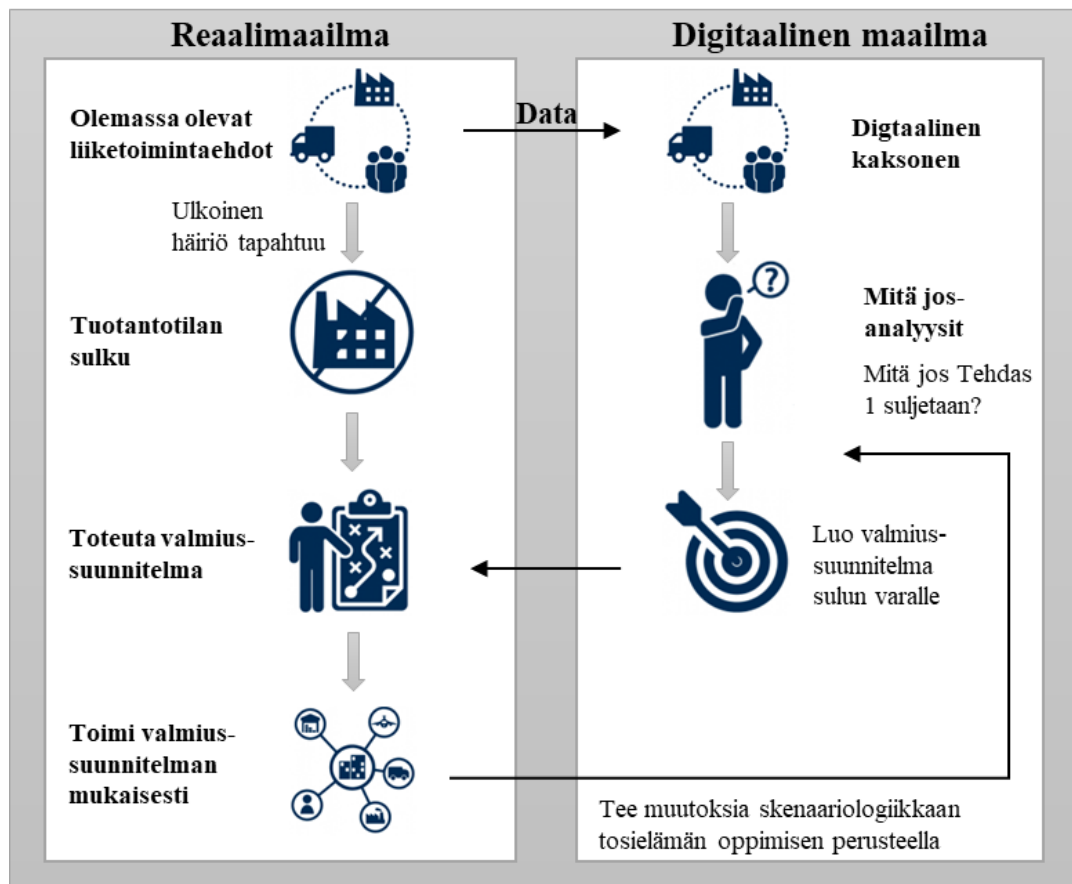 Reaalimaailma
Olemassa olevat
liiketoimintaehdot
Ulkoinen
häiriö tapahtuu
Tuotantotilan
sulku
Toteuta valmius-
suunnitelma
Toimi valmius-
suunnitelman
mukaisesti
Data
Digitaalinen maailma
Digtaalinen
kaksonen
?
Mitä jos-
analyysit
Mitä jos Tehdas
1 suljetaan?
Luo valmius-
suunnitelma
sulun varalle
Tee muutoksia skenaariologiikkaan
tosielämän oppimisen perusteella